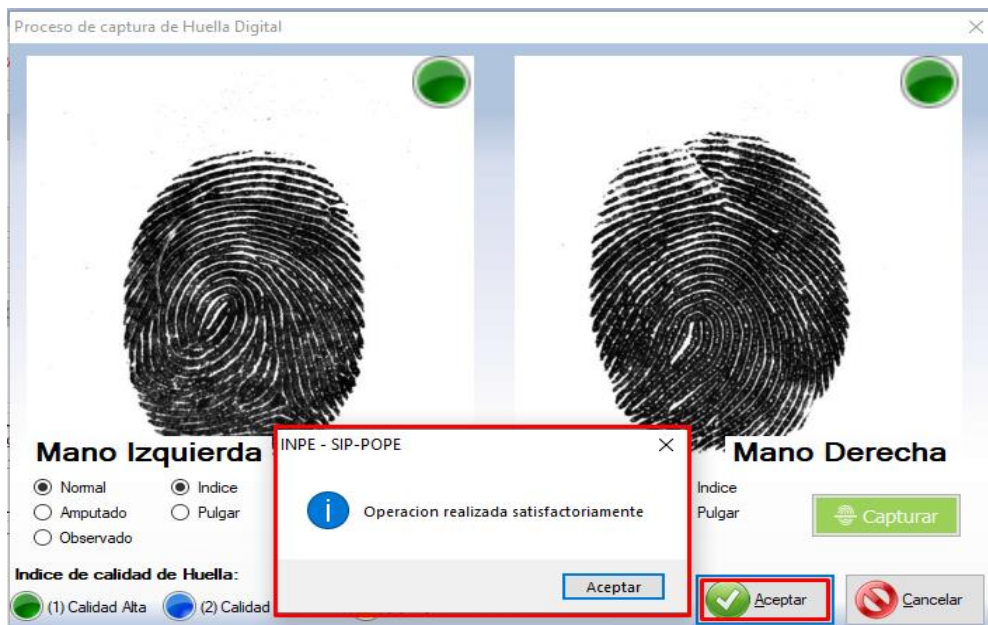 Proceso de captura de Huella Digital
Mano Izquierda
Mano Derecha
INPE - SIP-POPE
Operacion realizada satisfactoriamente
Aceptar
Normal
Indice
Amputado
Pulgar
Observado
Indice
Pulgar
Capturar
Indice de calidad de Huella:
(1) Calidad Alta
(2) Calidad
Aceptar
Cancelar